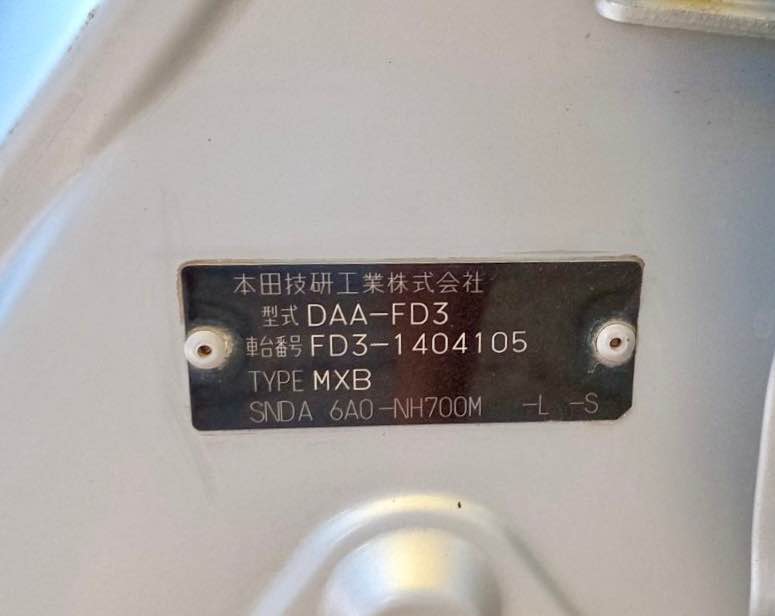 本田技研工業株式会社
型式 DAA-FD3
車台番号 FD3-1404105
TYPE MXB
SNDA 6A0-NH700M -L -S